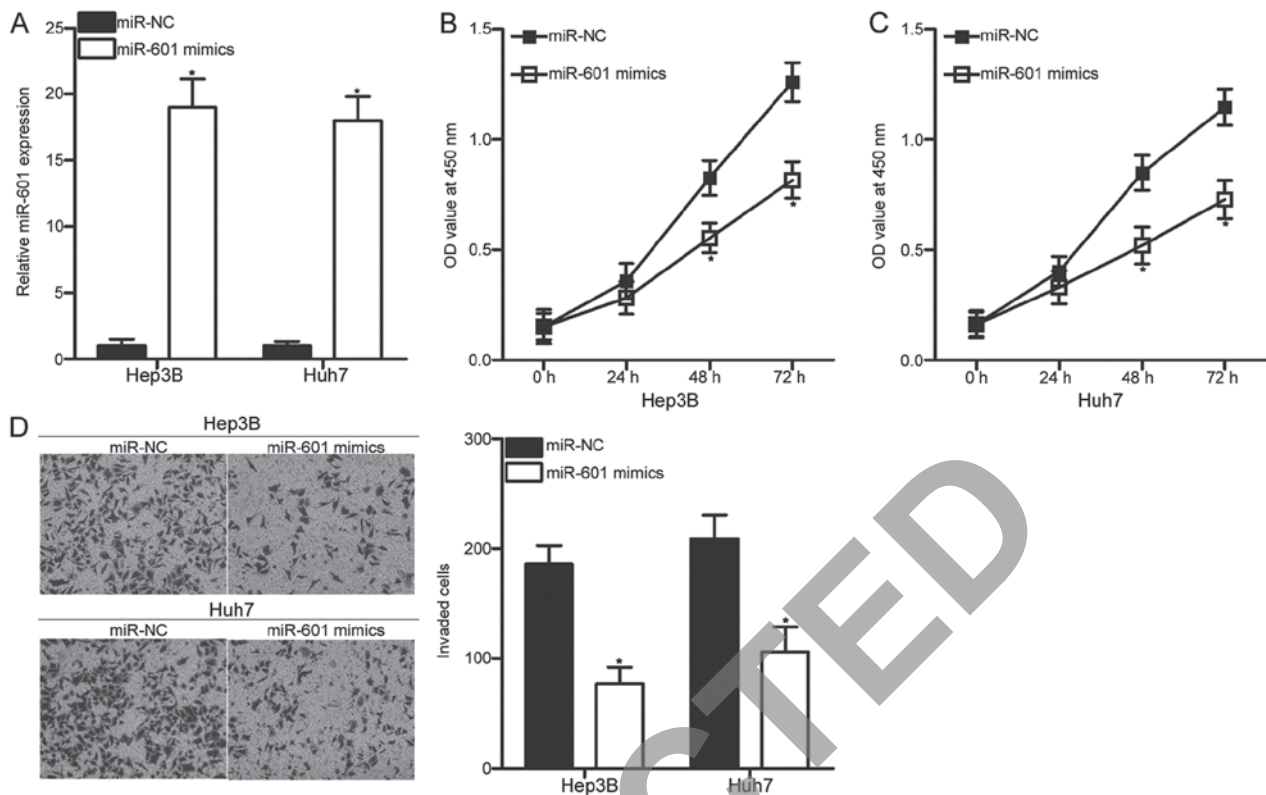 A
miR-NC
miR-601 mimics
Relative miR-601 expression
25
20
15
10
5
0
*
*
Hep3B
Huh7
B
miR-NC
miR-601 mimics
OD value at 450 nm
1.5
1.0
0.5
0.0
*
*
0 h
24 h
48 h
72 h
Hep3B
C
miR-NC
miR-601 mimics
OD value at 450 nm
1.5
1.0
0.5
0.0
*
*
0 h
24 h
48 h
72 h
Huh7
D
Hep3B
miR-NC
miR-601 mimics
Huh7
miR-NC
miR-601 mimics
miR-NC
miR-601 mimics
Invaded cells
300
200
100
0
*
*
Hep3B
Huh7
CTED